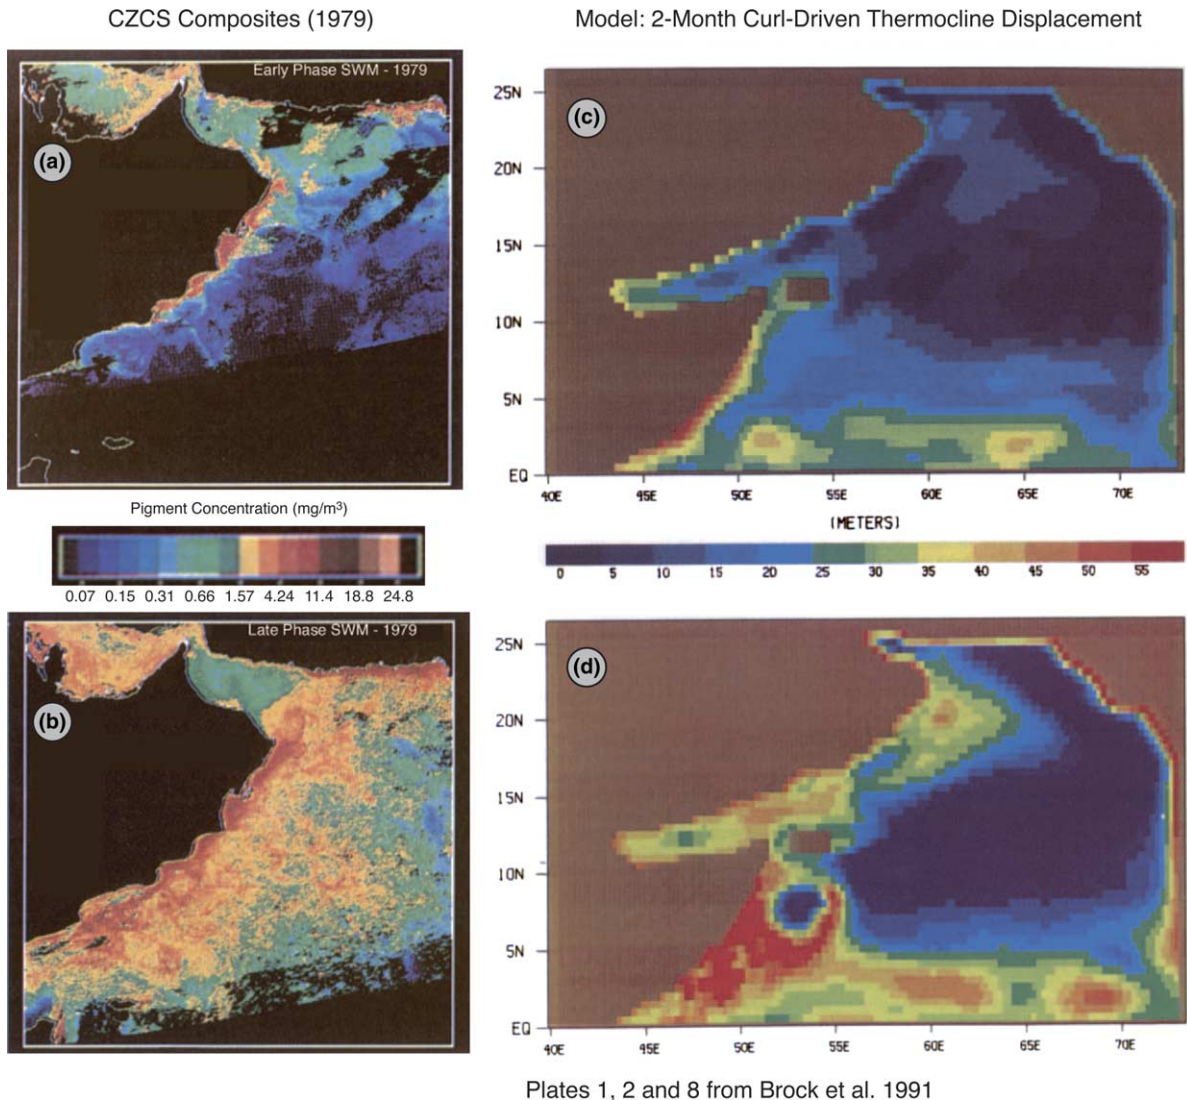 CZCS Composites (1979)
Model: 2-Month Curl-Driven Thermocline Displacement
Early Phase SWM - 1979
(a)
Pigment Concentration (mg/m³)
0.07 0.15 0.31 0.66 1.57 4.24 11.4 18.8 24.8
Late Phase SWM - 1979
(b)
(c)
25N
20N
15N
10N
5N
EQ
40E 45E 50E 55E 60E 65E 70E
(METERS)
0 5 10 15 20 25 30 35 40 45 50 55
(d)
25N
20N
15N
10N
5N
EQ
40E 45E 50E 55E 60E 65E 70E
Plates 1, 2 and 8 from Brock et al. 1991